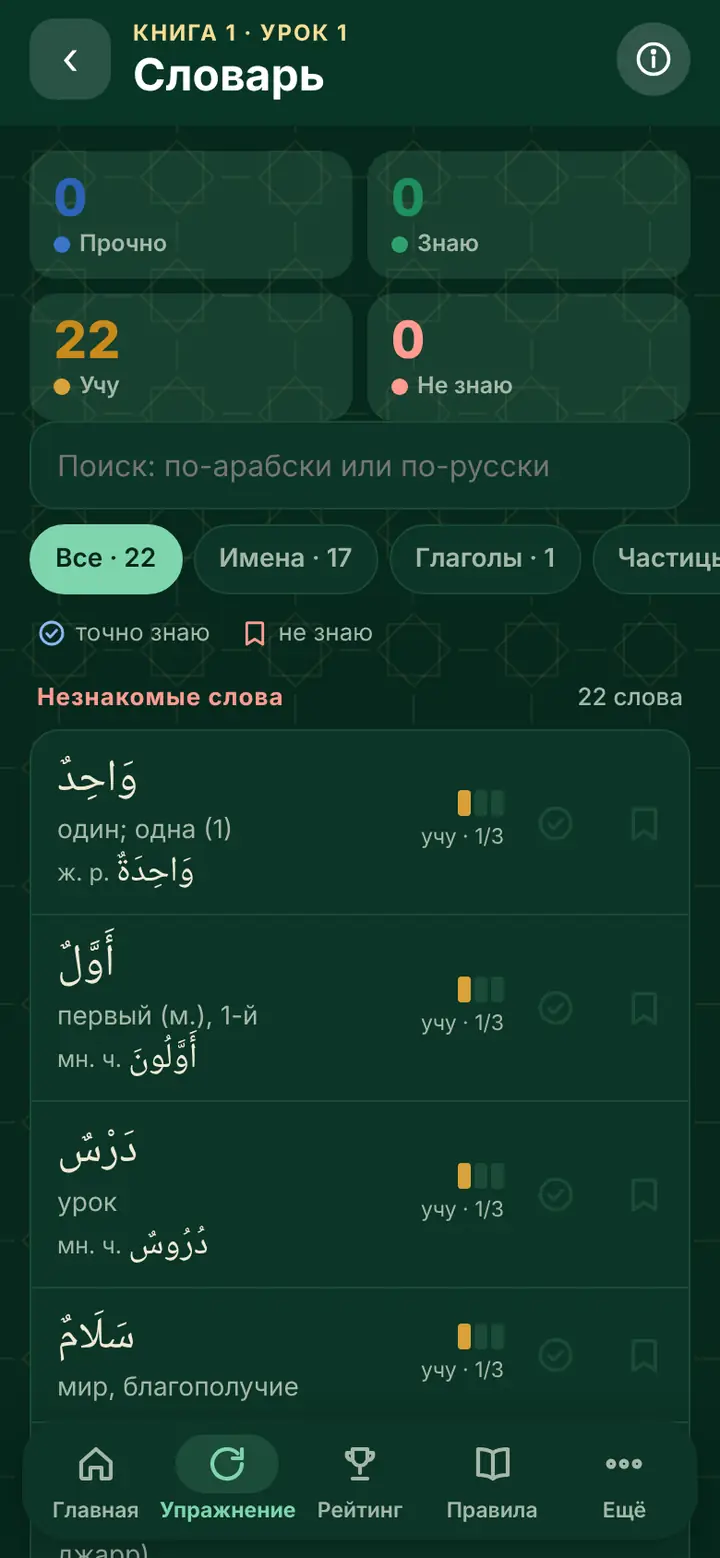 КНИГА 1 · УРОК 1
Словарь
0
Прочно
0
Знаю
22
Учу
0
Не знаю
Поиск: по-арабски или по-русски
Все · 22 Имена · 17 Глаголы · 1 Частицы
точно знаю не знаю
Незнакомые слова 22 слова
وَاحِدٌ
один; одна (1)
ж. р. وَاحِدَةٌ
учу · 1/3
أَوَّلٌ
первый (м.), 1-й
мн. ч. أَوَّلُونَ
учу · 1/3
دَرْسٌ
урок
мн. ч. دُرُوسٌ
учу · 1/3
سَلَامٌ
мир, благополучие
учу · 1/3
Главная Упражнение Рейтинг Правила Ещё
джарр)